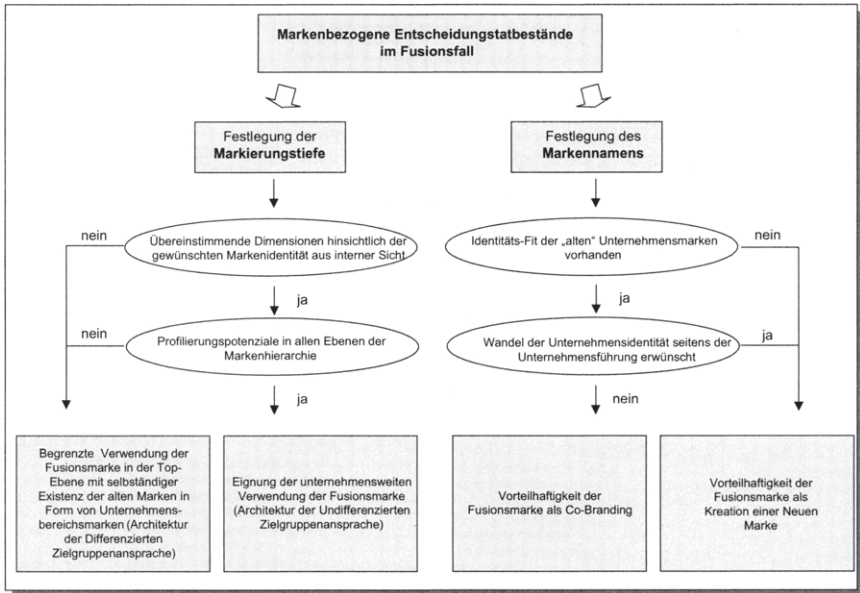 Markenbezogene Entscheidungstatbestände
im Fusionsfall
Festlegung der
Markierungstiefe
Festlegung des
Markennamens
nein
Übereinstimmende Dimensionen hinsichtlich der
gewünschten Markenidentität aus interner Sicht
Identitäts-Fit der „alten“ Unternehmensmarken
vorhanden
nein
ja
ja
nein
Profilierungspotenziale in allen Ebenen der
Markenhierarchie
Wandel der Unternehmensidentität seitens der
Unternehmensführung erwünscht
ja
ja
nein
Begrenzte Verwendung der
Fusionsmarke in der Top-
Ebene mit selbständiger
Existenz der alten Marken in
Form von Unternehmens-
bereichsmarken (Architektur
der Differenzierten
Zielgruppenansprache)
Eignung der unternehmensweiten
Verwendung der Fusionsmarke
(Architektur der Undifferenzierten
Zielgruppenansprache)
Vorteilhaftigkeit der
Fusionsmarke als Co-Branding
Vorteilhaftigkeit der
Fusionsmarke als
Kreation einer Neuen
Marke